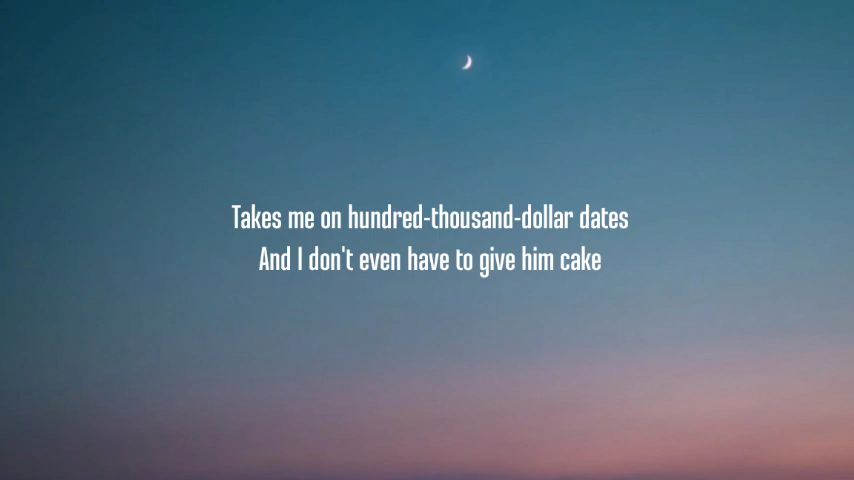 Takes me on hundred-thousand-dollar dates
And I don't even have to give him cake